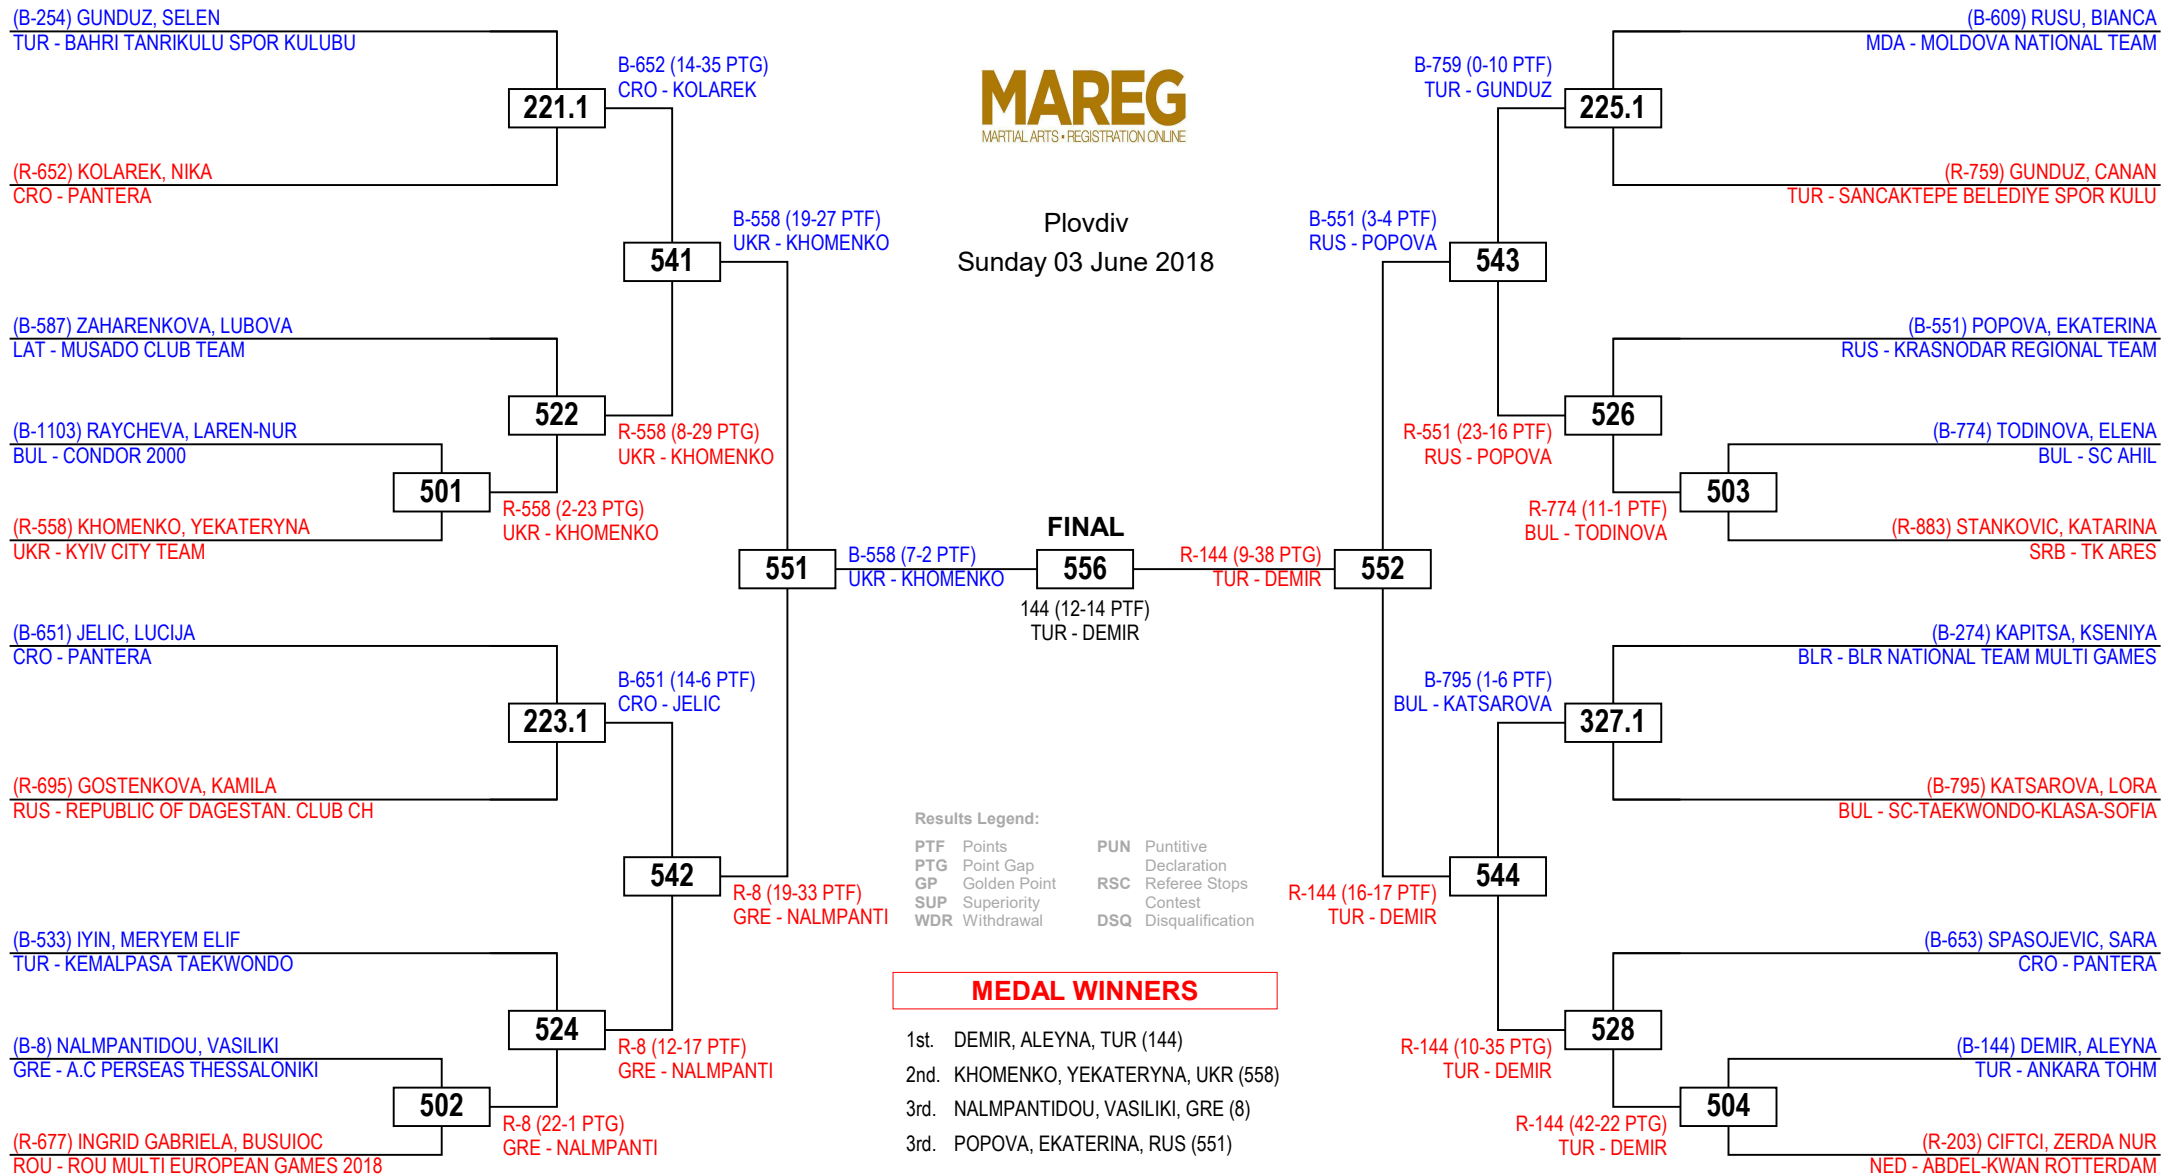 (B-254) GUNDUZ, SELEN
TUR - BAHRI TANRIKULU SPOR KULUBU
B-652 (14-35 PTG)
CRO - KOLAREK
221.1
(R-652) KOLAREK, NIKA
CRO - PANTERA
B-558 (19-27 PTF)
UKR - KHOMENKO
541
(B-587) ZAHARENKOVA, LUBOVA
LAT - MUSADO CLUB TEAM
522
(B-1103) RAYCHEVA, LAREN-NUR
BUL - CONDOR 2000
R-558 (8-29 PTG)
UKR - KHOMENKO
501
(R-558) KHOMENKO, YEKATERYNA
UKR - KYIV CITY TEAM
R-558 (2-23 PTG)
UKR - KHOMENKO
551
B-558 (7-2 PTF)
UKR - KHOMENKO
(B-651) JELIC, LUCIJA
CRO - PANTERA
B-651 (14-6 PTF)
CRO - JELIC
223.1
(R-695) GOSTENKOVA, KAMILA
RUS - REPUBLIC OF DAGESTAN. CLUB CH
542
R-8 (19-33 PTF)
GRE - NALMPANTI
(B-533) IYIN, MERYEM ELIF
TUR - KEMALPASA TAEKWONDO
524
(B-8) NALMPANTIDOU, VASILIKI
GRE - A.C PERSEAS THESSALONIKI
R-8 (12-17 PTF)
GRE - NALMPANTI
502
R-8 (22-1 PTG)
GRE - NALMPANTI
(R-677) INGRID GABRIELA, BUSUIOC
ROU - ROU MULTI EUROPEAN GAMES 2018
MAREG
MARTIAL ARTS • REGISTRATION ONLINE
Plovdiv
Sunday 03 June 2018
FINAL
556
144 (12-14 PTF)
TUR - DEMIR
Results Legend:
PTF Points
PTG Point Gap
GP Golden Point
SUP Superiority
WDR Withdrawal
PUN Puntitive
Declaration
RSC Referee Stops
Contest
DSQ Disqualification
MEDAL WINNERS
1st. DEMIR, ALEYNA, TUR (144)
2nd. KHOMENKO, YEKATERYNA, UKR (558)
3rd. NALMPANTIDOU, VASILIKI, GRE (8)
3rd. POPOVA, EKATERINA, RUS (551)
(B-609) RUSU, BIANCA
MDA - MOLDOVA NATIONAL TEAM
B-759 (0-10 PTF)
TUR - GUNDUZ
225.1
(R-759) GUNDUZ, CANAN
TUR - SANCAKTEPE BELEDIYE SPOR KULU
B-551 (3-4 PTF)
RUS - POPOVA
543
(B-551) POPOVA, EKATERINA
RUS - KRASNODAR REGIONAL TEAM
526
R-551 (23-16 PTF)
RUS - POPOVA
(B-774) TODINOVA, ELENA
BUL - SC AHIL
503
R-774 (11-1 PTF)
BUL - TODINOVA
(R-883) STANKOVIC, KATARINA
SRB - TK ARES
R-144 (9-38 PTG)
TUR - DEMIR
552
(B-274) KAPITSA, KSENIYA
BLR - BLR NATIONAL TEAM MULTI GAMES
B-795 (1-6 PTF)
BUL - KATSAROVA
327.1
(B-795) KATSAROVA, LORA
BUL - SC-TAEKWONDO-KLASA-SOFIA
544
R-144 (16-17 PTF)
TUR - DEMIR
(B-653) SPASOJEVIC, SARA
CRO - PANTERA
528
R-144 (10-35 PTG)
TUR - DEMIR
(B-144) DEMIR, ALEYNA
TUR - ANKARA TOHM
504
R-144 (42-22 PTG)
TUR - DEMIR
(R-203) CIFTCI, ZERDA NUR
NED - ABDEL-KWAN ROTTERDAM